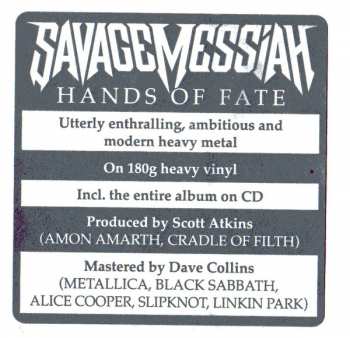 SAVAGE MESSIAH
HANDS OF FATE
Utterly enthralling, ambitious and
modern heavy metal
On 180g heavy vinyl
Incl. the entire album on CD
Produced by Scott Atkins
(AMON AMARTH, CRADLE OF FILTH)
Mastered by Dave Collins
(METALLICA, BLACK SABBATH,
ALICE COOPER, SLIPKNOT, LINKIN PARK)